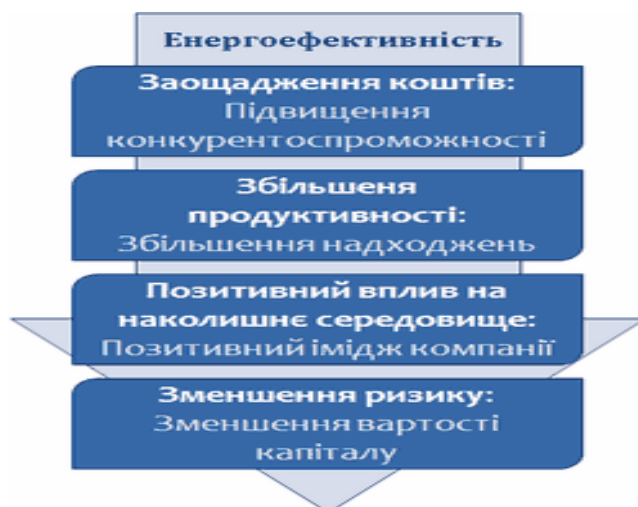 Енергоефективність
Заощадження коштів:
Підвищення
конкурентоспроможності
Збільшеня
продуктивності:
Збільшення надходжень
Позитивний вплив на
наколишнє середовище:
Позитивний імідж компанії
Зменшення ризику:
Зменшення вартості
капіталу